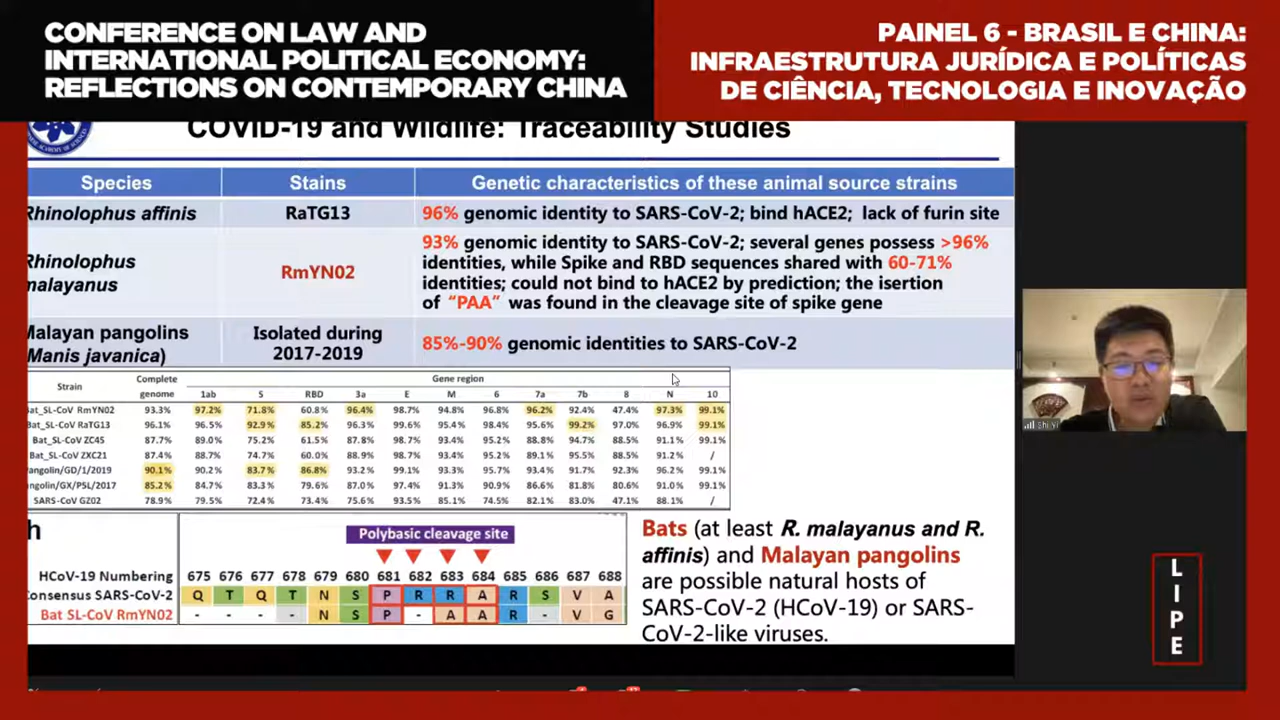 CONFERENCE ON LAW AND
INTERNATIONAL POLITICAL ECONOMY:
REFLECTIONS ON CONTEMPORARY CHINA
PAINEL 6 - BRASIL E CHINA:
INFRAESTRUTURA JURÍDICA E POLÍTICAS
DE CIÊNCIA, TECNOLOGIA E INOVAÇÃO
COVID-19 and Wildlife: Traceability Studies
Species Stains Genetic characteristics of these animal source strains
Rhinolophus affinis RaTG13 96% genomic identity to SARS-CoV-2; bind hACE2; lack of furin site
Rhinolophus
malayanus
RmYN02
93% genomic identity to SARS-CoV-2; several genes possess >96%
identities, while Spike and RBD sequences shared with 60-71%
identities; could not bind to hACE2 by prediction; the isertion
of “PAA” was found in the cleavage site of spike gene
Malayan pangolins
(Manis javanica)
Isolated during
2017-2019
85%-90% genomic identities to SARS-CoV-2
Strain Complete genome Gene region
1ab S RBD 3a E M 6 7a 7b 8 N 10
at_SL-CoV RmYN02 93.3% 97.2% 71.8% 60.8% 96.4% 98.7% 94.8% 96.8% 96.2% 92.4% 47.4% 97.3% 99.1%
Bat_SL-CoV RaTG13 96.1% 96.5% 92.9% 85.2% 96.3% 99.6% 95.4% 98.4% 95.6% 99.2% 97.0% 96.9% 99.1%
Bat_SL-CoV ZC45 87.7% 89.0% 75.2% 61.5% 87.8% 98.7% 93.4% 95.2% 88.8% 94.7% 88.5% 91.1% 99.1%
Bat_SL-CoV ZXC21 87.4% 88.7% 74.7% 60.0% 88.9% 98.7% 93.4% 95.2% 89.1% 95.5% 88.5% 91.2% /
angolin/GD/1/2019 90.1% 90.2% 83.7% 86.8% 93.2% 99.1% 93.3% 95.7% 93.4% 91.7% 92.3% 96.2% 99.1%
ngolin/GX/P5L/2017 85.2% 84.7% 83.3% 79.6% 87.0% 97.4% 91.3% 90.9% 86.6% 81.8% 80.6% 91.0% 99.1%
SARS-CoV GZ02 78.9% 79.5% 72.4% 73.4% 75.6% 93.5% 85.1% 74.5% 82.1% 83.0% 47.1% 88.1% /
h
Polybasic cleavage site
HCoV-19 Numbering 675 676 677 678 679 680 681 682 683 684 685 686 687 688
Consensus SARS-CoV-2 Q T Q T N S P R R A R S V A
Bat SL-CoV RmYN02 - - - - N S P - A A R - V G
Bats (at least R. malayanus and R.
affinis) and Malayan pangolins
are possible natural hosts of
SARS-CoV-2 (HCoV-19) or SARS-
CoV-2-like viruses.
Shi Yi
L
I
P
E